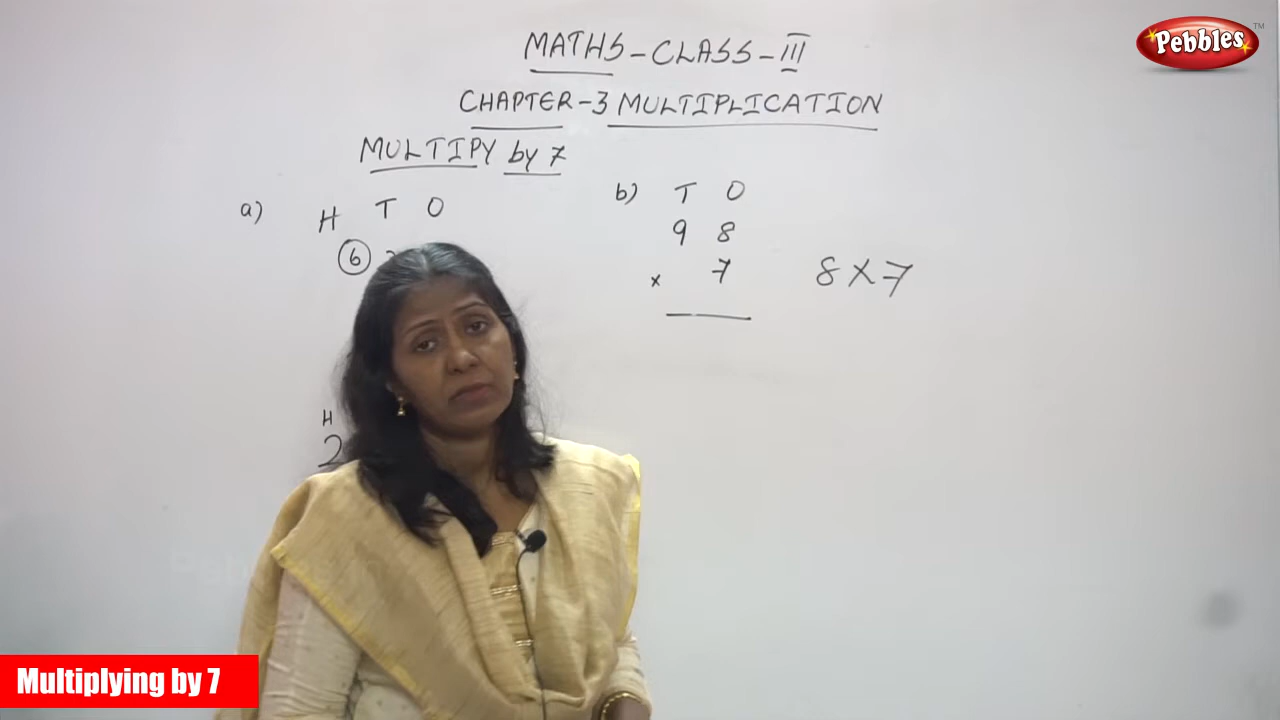 Pebbles TM
MATHS - CLASS - III
CHAPTER - 3 MULTIPLICATION
MULTIPY by 7
a) H T O
6
H
2
b) T O
9 8
x 7
8 x 7
Multiplying by 7